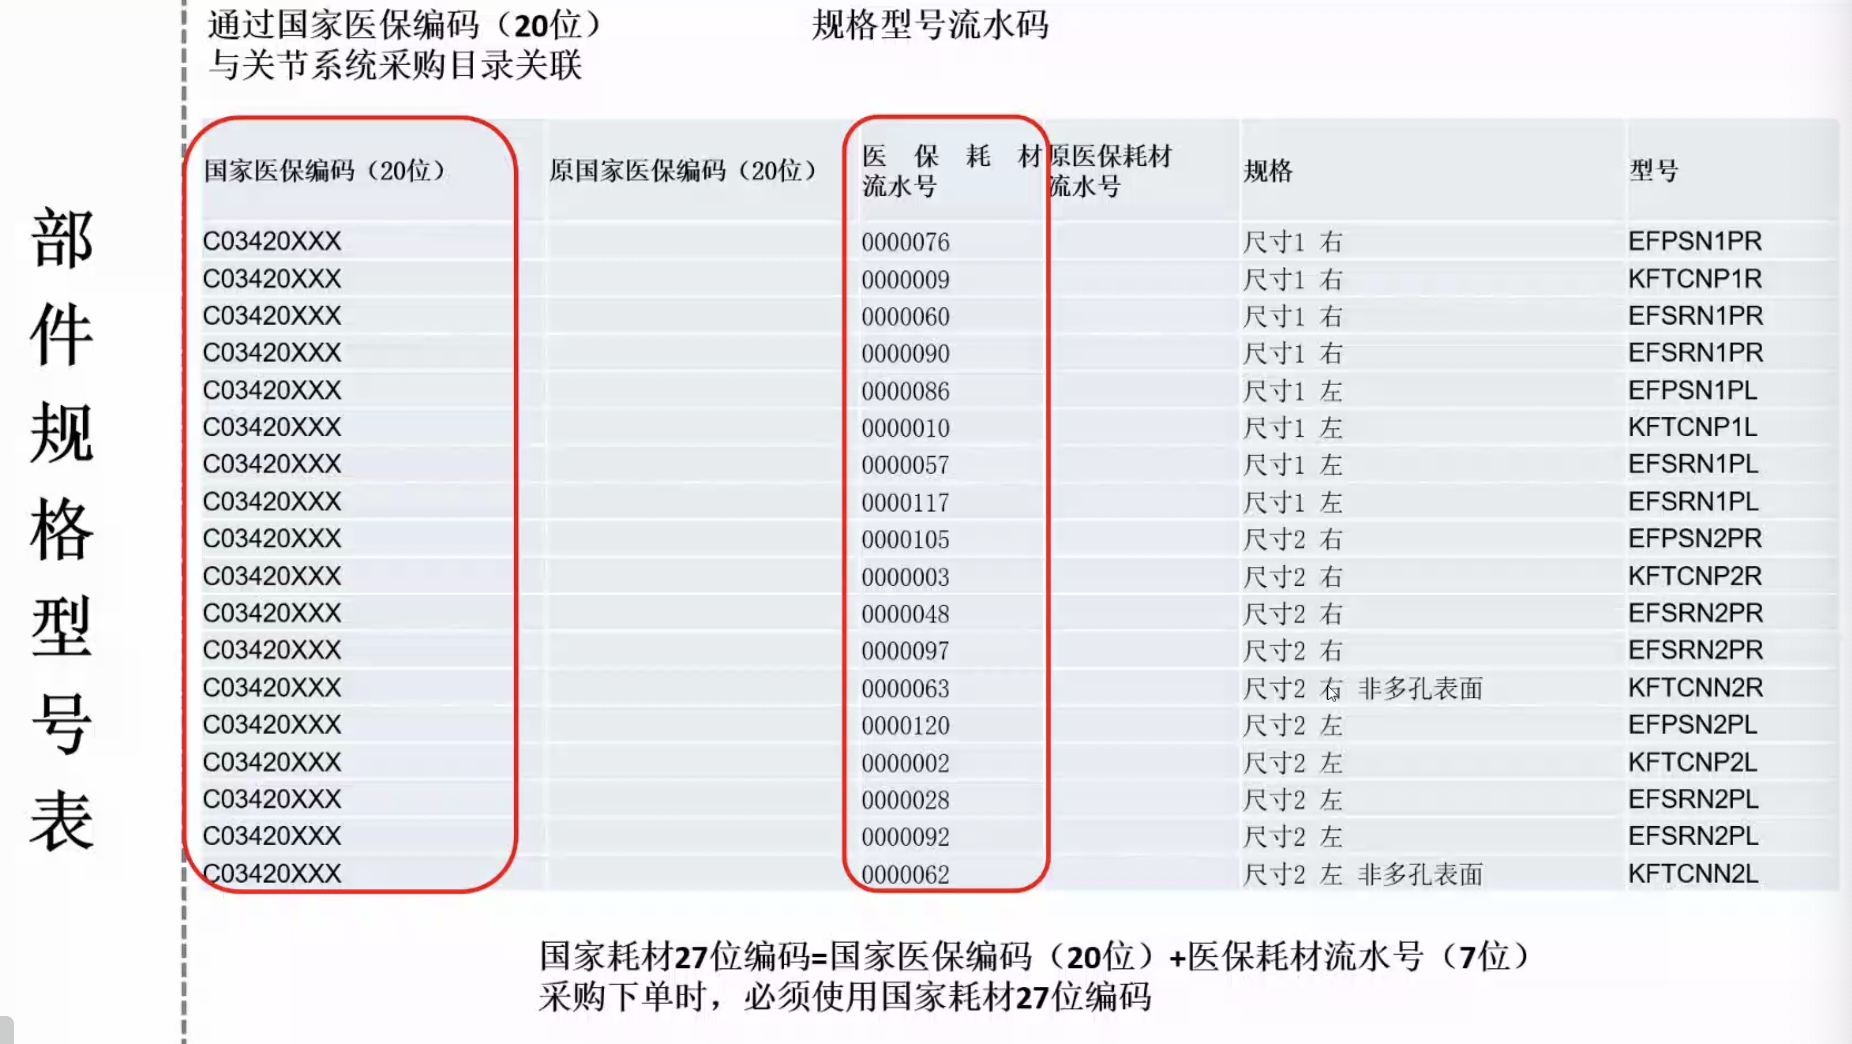 通过国家医保编码（20位）
与关节系统采购目录关联
规格型号流水码
部件规格型号表
国家医保编码（20位） 原国家医保编码（20位） 医保耗材流水号 原医保耗材流水号 规格 型号
C03420XXX 0000076 尺寸1 右 EFPSN1PR
C03420XXX 0000009 尺寸1 右 KFTCNP1R
C03420XXX 0000060 尺寸1 右 EFSRN1PR
C03420XXX 0000090 尺寸1 右 EFSRN1PR
C03420XXX 0000086 尺寸1 左 EFPSN1PL
C03420XXX 0000010 尺寸1 左 KFTCNP1L
C03420XXX 0000057 尺寸1 左 EFSRN1PL
C03420XXX 0000117 尺寸1 左 EFSRN1PL
C03420XXX 0000105 尺寸2 右 EFPSN2PR
C03420XXX 0000003 尺寸2 右 KFTCNP2R
C03420XXX 0000048 尺寸2 右 EFSRN2PR
C03420XXX 0000097 尺寸2 右 EFSRN2PR
C03420XXX 0000063 尺寸2 右 非多孔表面 KFTCNN2R
C03420XXX 0000120 尺寸2 左 EFPSN2PL
C03420XXX 0000002 尺寸2 左 KFTCNP2L
C03420XXX 0000028 尺寸2 左 EFSRN2PL
C03420XXX 0000092 尺寸2 左 EFSRN2PL
C03420XXX 0000062 尺寸2 左 非多孔表面 KFTCNN2L
国家耗材27位编码=国家医保编码（20位）+医保耗材流水号（7位）
采购下单时，必须使用国家耗材27位编码